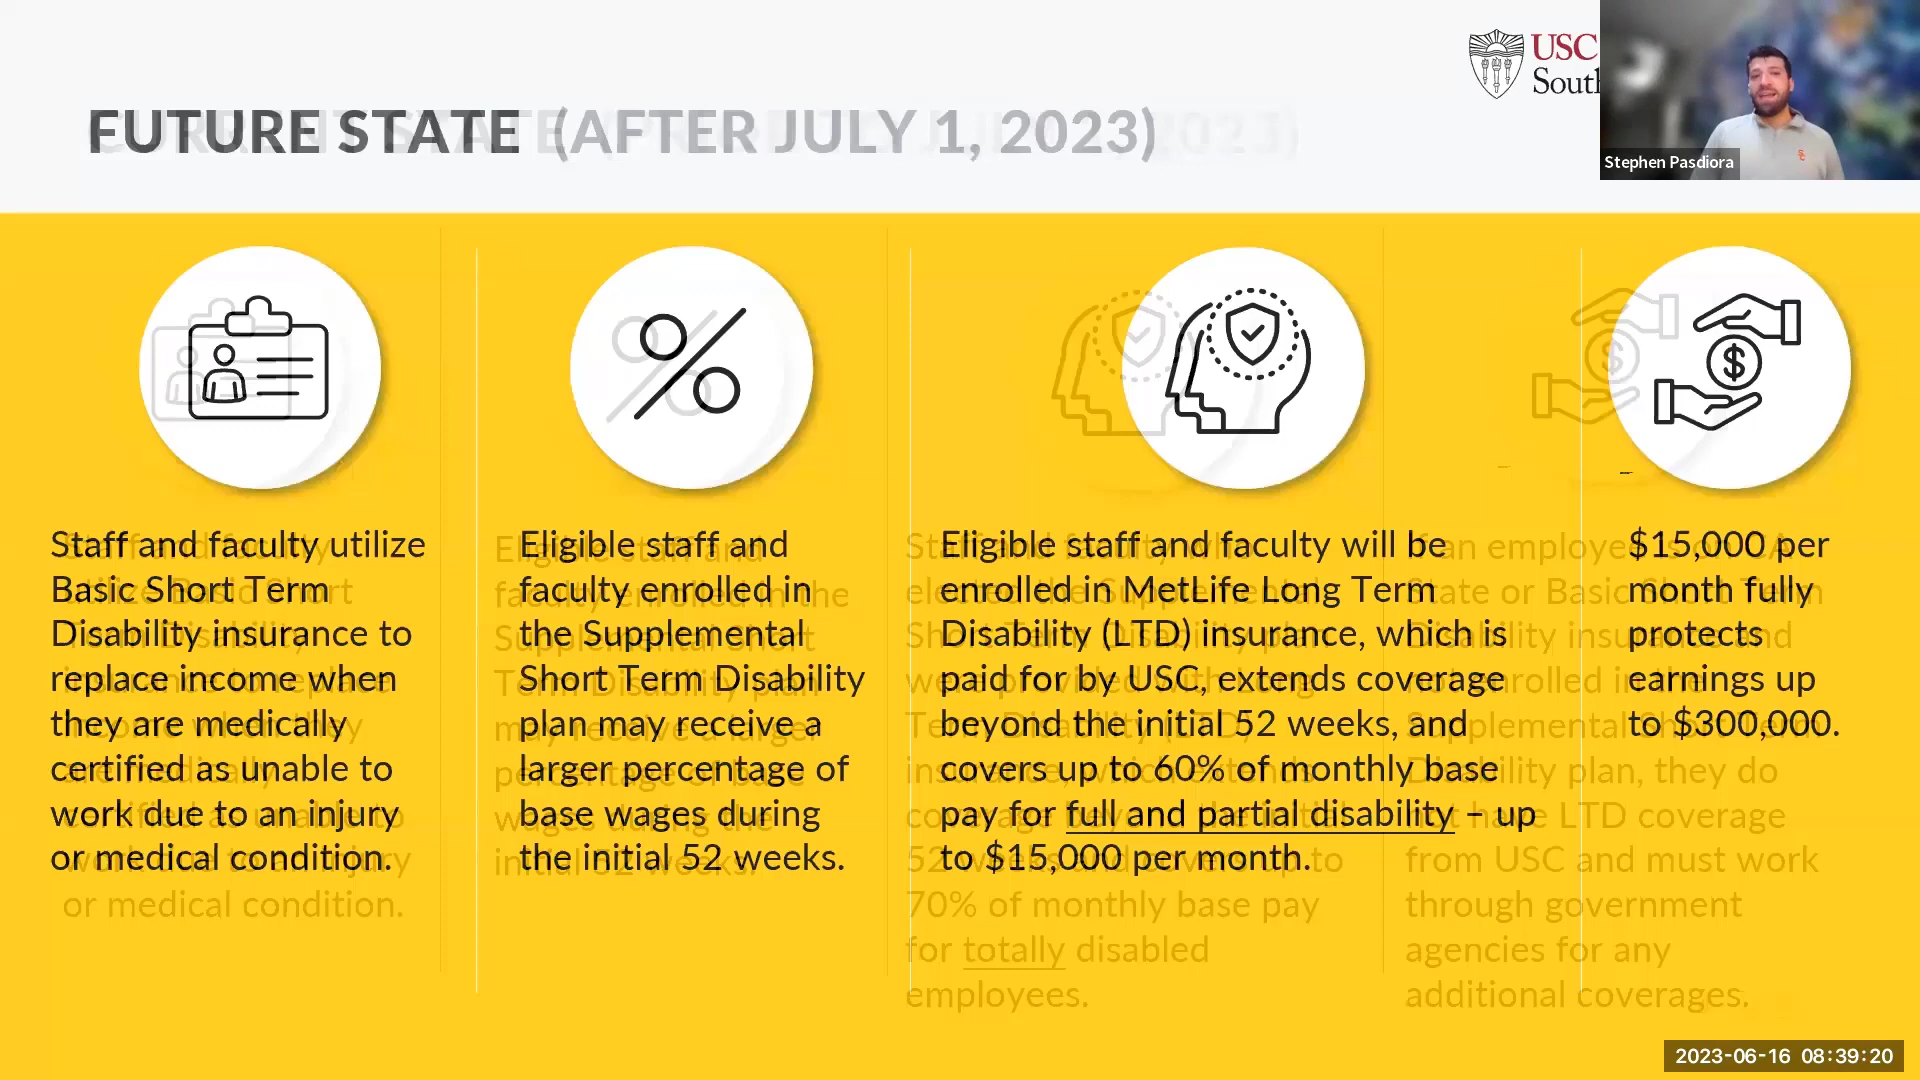 USC
South
FUTURE STATE (AFTER JULY 1, 2023)
Stephen Pasdiora
Staff and faculty utilize
Basic Short Term
Disability insurance to
replace income when
they are medically
certified as unable to
work due to an injury
or medical condition.
Eligible staff and
faculty enrolled in
the Supplemental
Short Term Disability
plan may receive a
larger percentage of
base wages during
the initial 52 weeks.
Eligible staff and faculty will be
enrolled in MetLife Long Term
Disability (LTD) insurance, which is
paid for by USC, extends coverage
beyond the initial 52 weeks, and
covers up to 60% of monthly base
pay for full and partial disability – up
to $15,000 per month.
$15,000 per
month fully
protects
earnings up
to $300,000.
or medical condition.
70% of monthly base pay
for totally disabled
employees.
LTD coverage
from USC and must work
through government
agencies for any
additional coverages.
2023-06-16 08:39:20